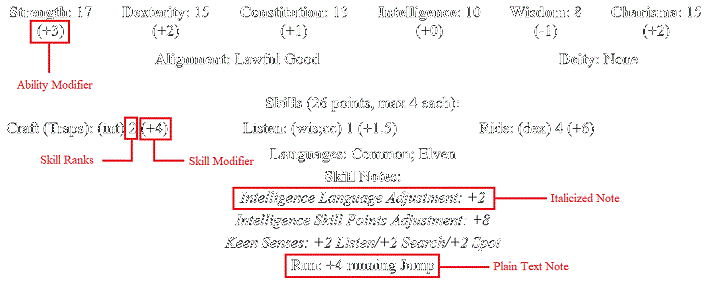 Strength: 17 Dexterity: 15 Constitution: 13 Intelligence: 10 Wisdom: 8 Charisma: 15
(+3) (+2) (+1) (+0) (-1) (+2)
Alignment: Lawful Good Deity: None
Ability Modifier
Skills (26 points, max 4 each):
Craft (Traps): (int) 2 (+4) Listen: (wis;cc) 1 (+1.5) Ride: (dex) 4 (+6)
Languages: Common; Elven
Skill Ranks Skill Modifier
Skill Notes:
Intelligence Language Adjustment: +2 Italicized Note
Intelligence Skill Points Adjustment: +8
Keen Senses: +2 Listen/+2 Search/+2 Spot
Run: +4 running Jump Plain Text Note